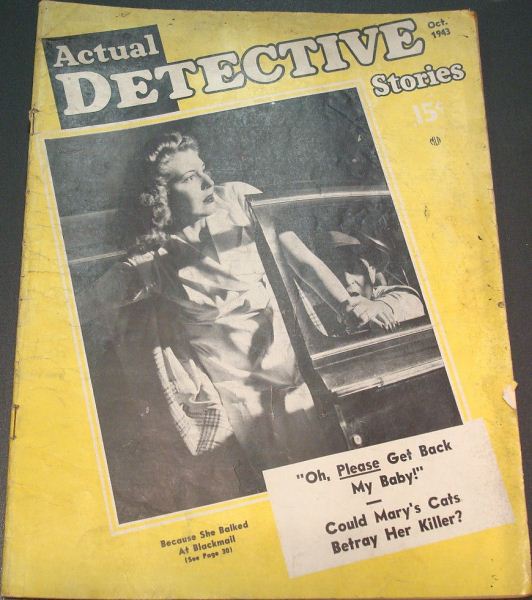 Actual
DETECTIVE
Stories
Oct.
1943
15¢
"Oh, Please Get Back
My Baby!"
Could Mary's Cats
Betray Her Killer?
Because She Balked
At Blackmail
(See Page 30)